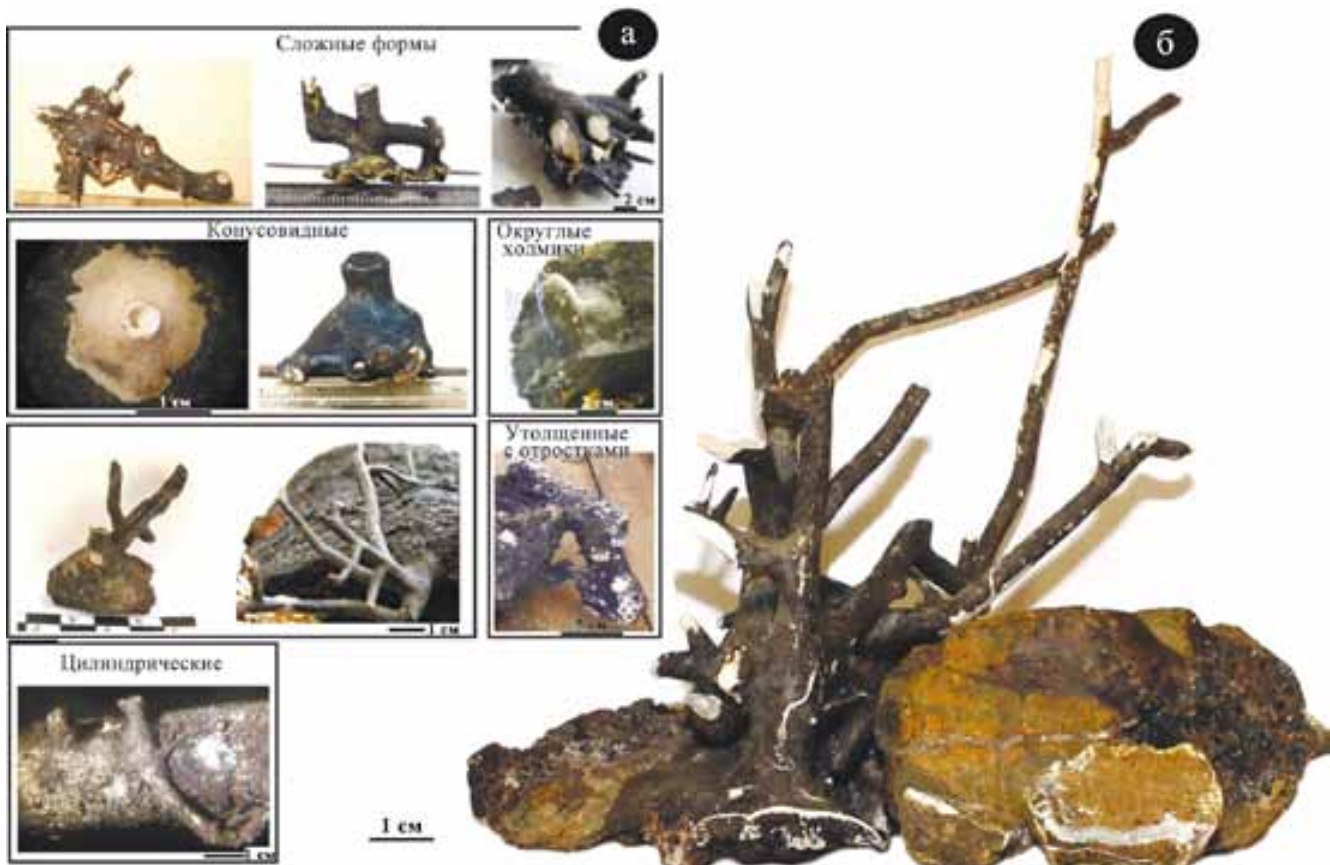 а
б
Сложные формы
2 см
Конусовидные
1 см
Округлые
холмики
Утолщенные
с отростками
1 см
Цилиндрические
1 см